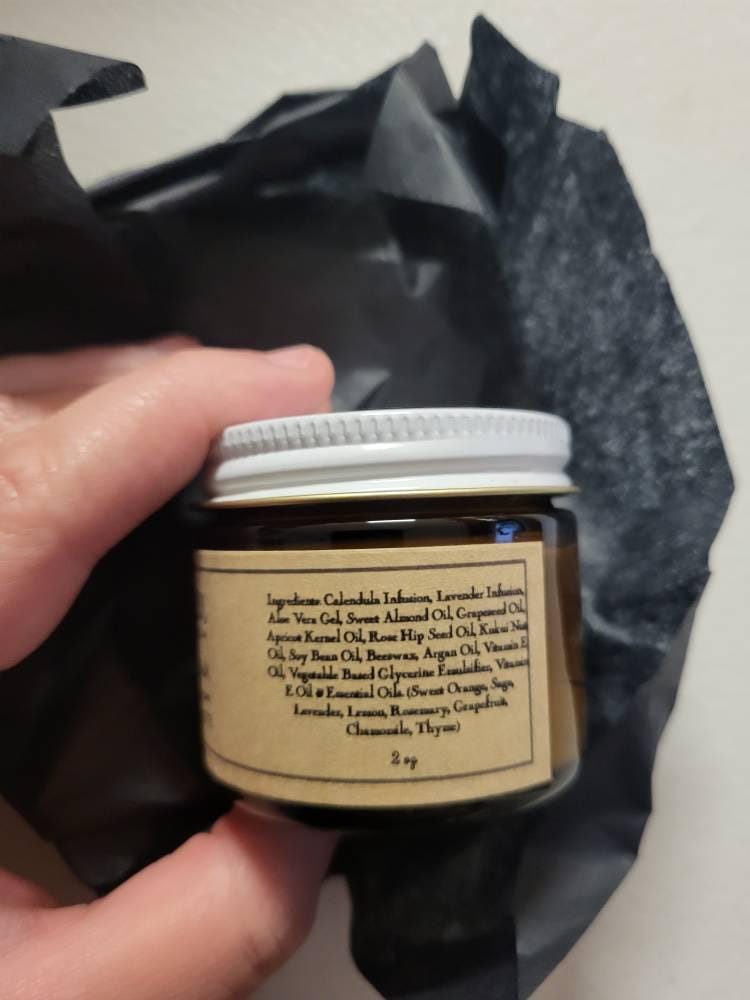 Ingredients: Calendula Infusion, Lavender Infusion,
Aloe Vera Gel, Sweet Almond Oil, Grapeseed Oil,
Apricot Kernel Oil, Rose Hip Seed Oil, Kukui Nut
Oil, Soy Bean Oil, Beeswax, Argan Oil, Vitamin E
Oil, Vegetable Based Glycerine Emulsifier, Vitamin
E Oil & Essential Oils. (Sweet Orange, Sage,
Lavender, Lemon, Rosemary, Grapefruit,
Chamomile, Thyme)
2 oz